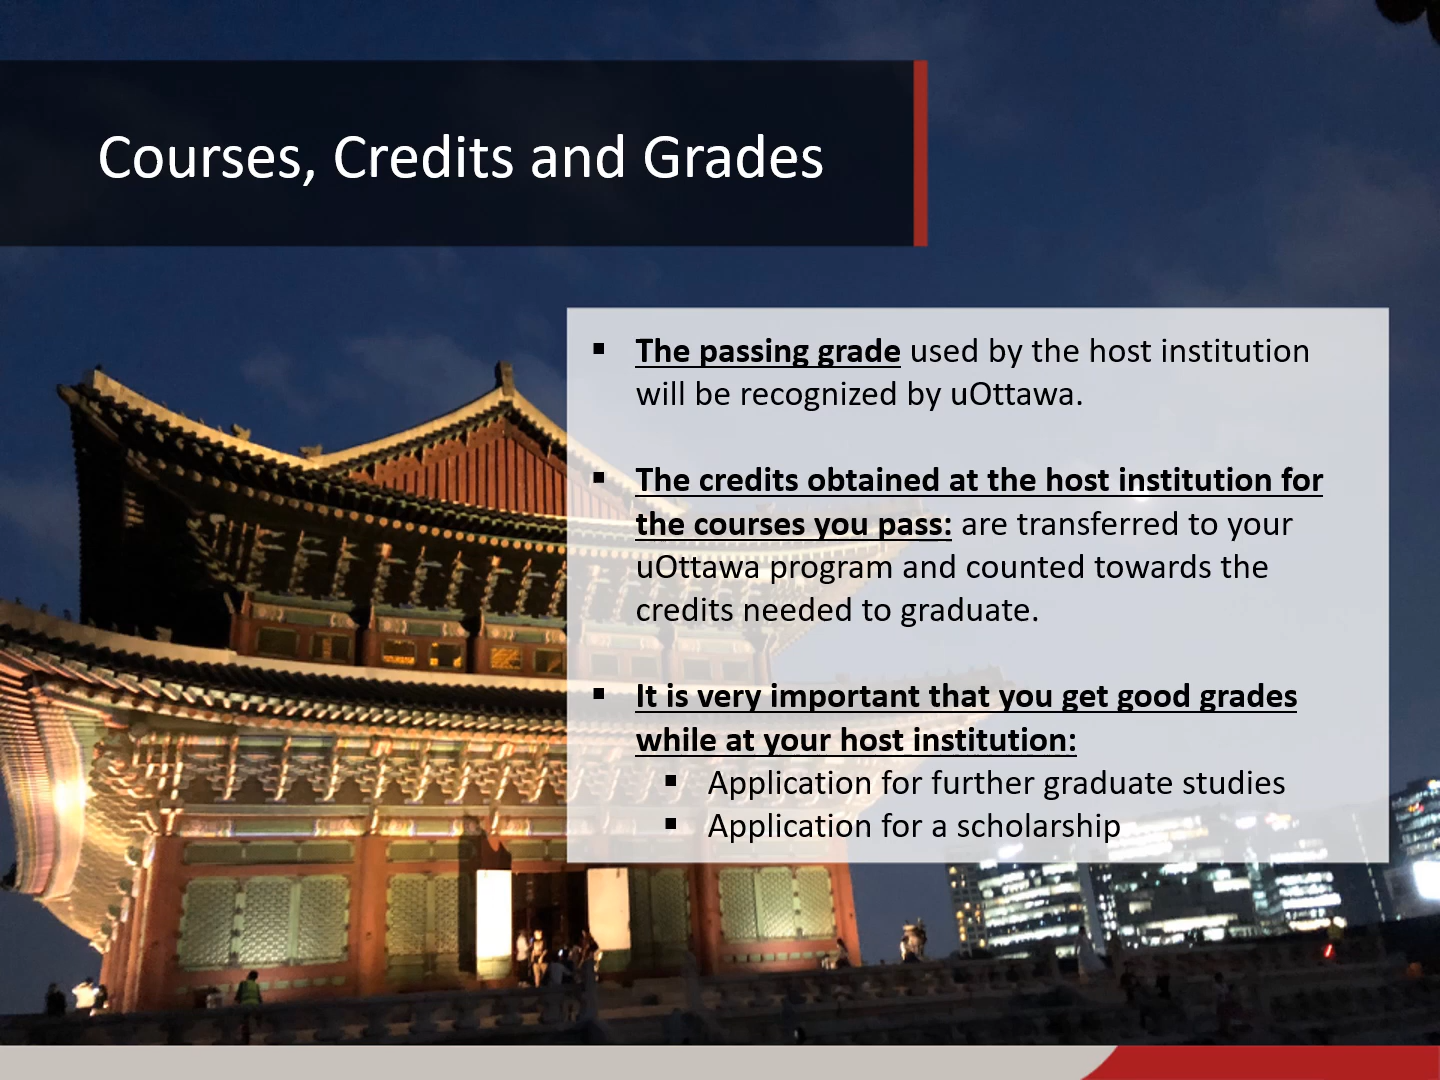 Courses, Credits and Grades
▪ The passing grade used by the host institution
will be recognized by uOttawa.
▪ The credits obtained at the host institution for
the courses you pass: are transferred to your
uOttawa program and counted towards the
credits needed to graduate.
▪ It is very important that you get good grades
while at your host institution:
▪ Application for further graduate studies
▪ Application for a scholarship